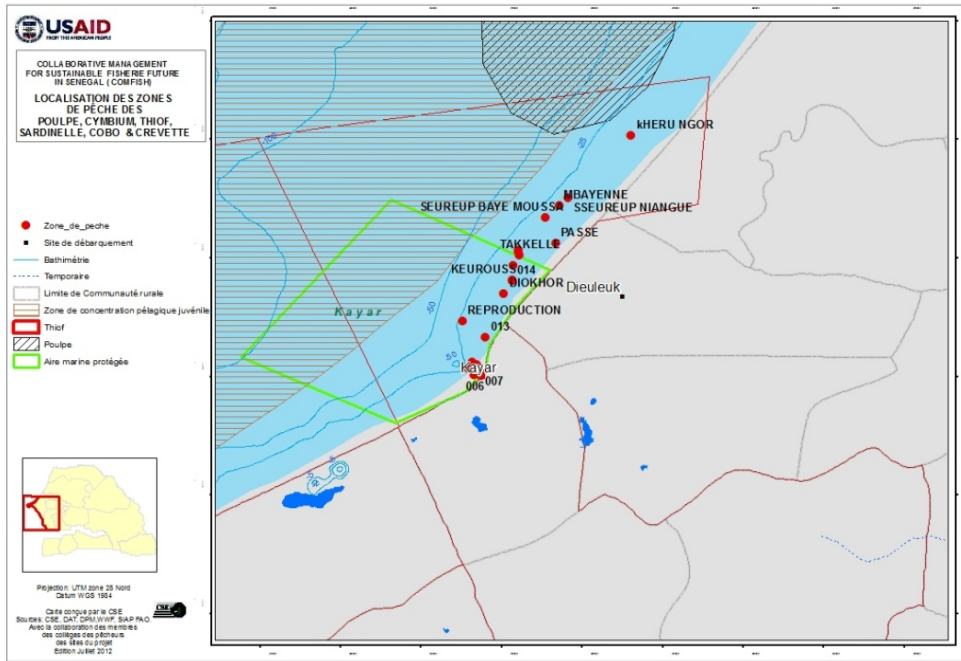 USAID
FROM THE AMERICAN PEOPLE
COLLABORATIVE MANAGEMENT
FOR SUSTAINABLE FISHERIE FUTURE
IN SENEGAL (COMFISH)
LOCALISATION DES ZONES
DE PÊCHE DES
POULPE, CYMBIUM, THIOF,
SARDINELLE, COBO & CREVETTE
Zone_de_peche
Site de débarquement
Bathimétrie
Temporaire
Limite de Communauté rurale
Zone de concentration pélagique juvénile
Thiof
Poulpe
Aire marine protégée
Projection: UTM zone 28 Nord
Datum WGS 1984
Carte conçue par le CSE
Sources: CSE, DAT, DPM,WWF, SIAP FAO.
Avec la collaboration des membres
des collèges des pêcheurs
des sites du projet
Edition Juillet 2012
CSE
-100
-25
kHERU NGOR
MBAYENNE
SEUREUP BAYE MOUSSA
SSEUREUP NIANGUE
PASSE
TAKKELLE
KEUROUSS
014
DIOKHOR
Dieuleuk
-50
Kayar
REPRODUCTION
013
-50
Kayar
007
006